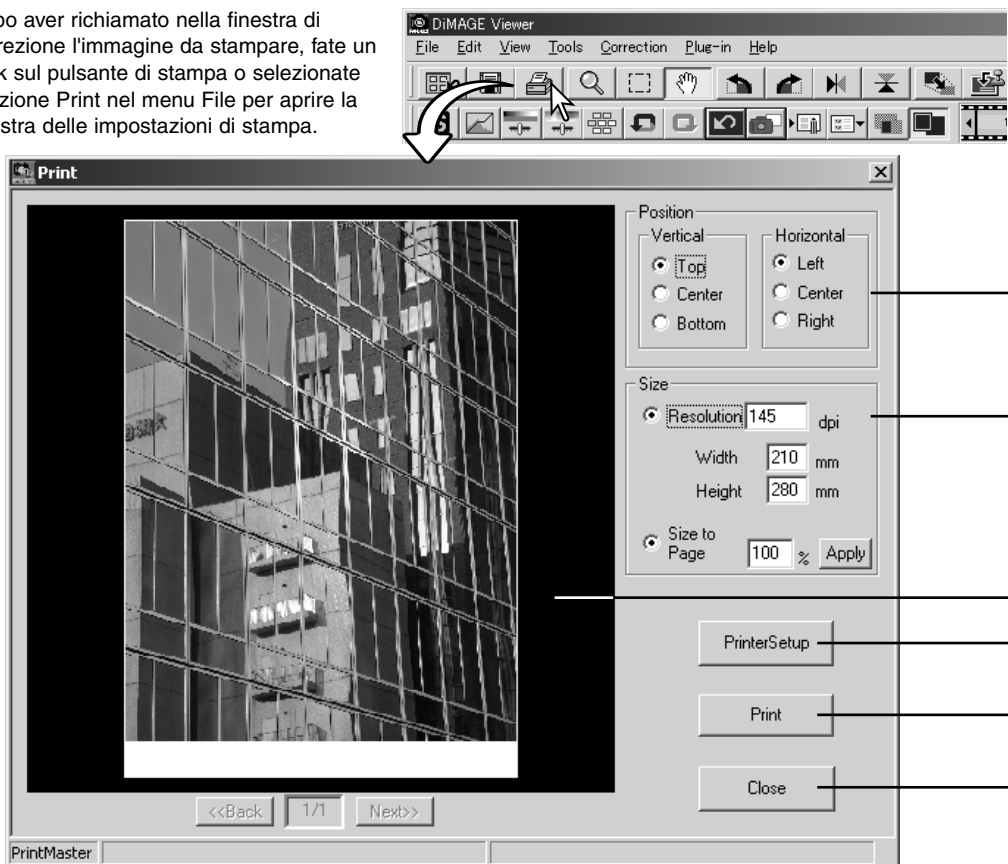 po aver richiamato nella finestra di
rezione l'immagine da stampare, fate un
k sul pulsante di stampa o selezionate
zione Print nel menu File per aprire la
stra delle impostazioni di stampa.
DiMAGE Viewer
File Edit View Tools Correction Plug-in Help
Print
Position
Vertical Horizontal
Top Left
Center Center
Bottom Right
Size
Resolution 145 dpi
Width 210 mm
Height 280 mm
Size to
Page 100 % Apply
PrinterSetup
Print
Close
<<Back 1/1 Next>>
PrintMaster